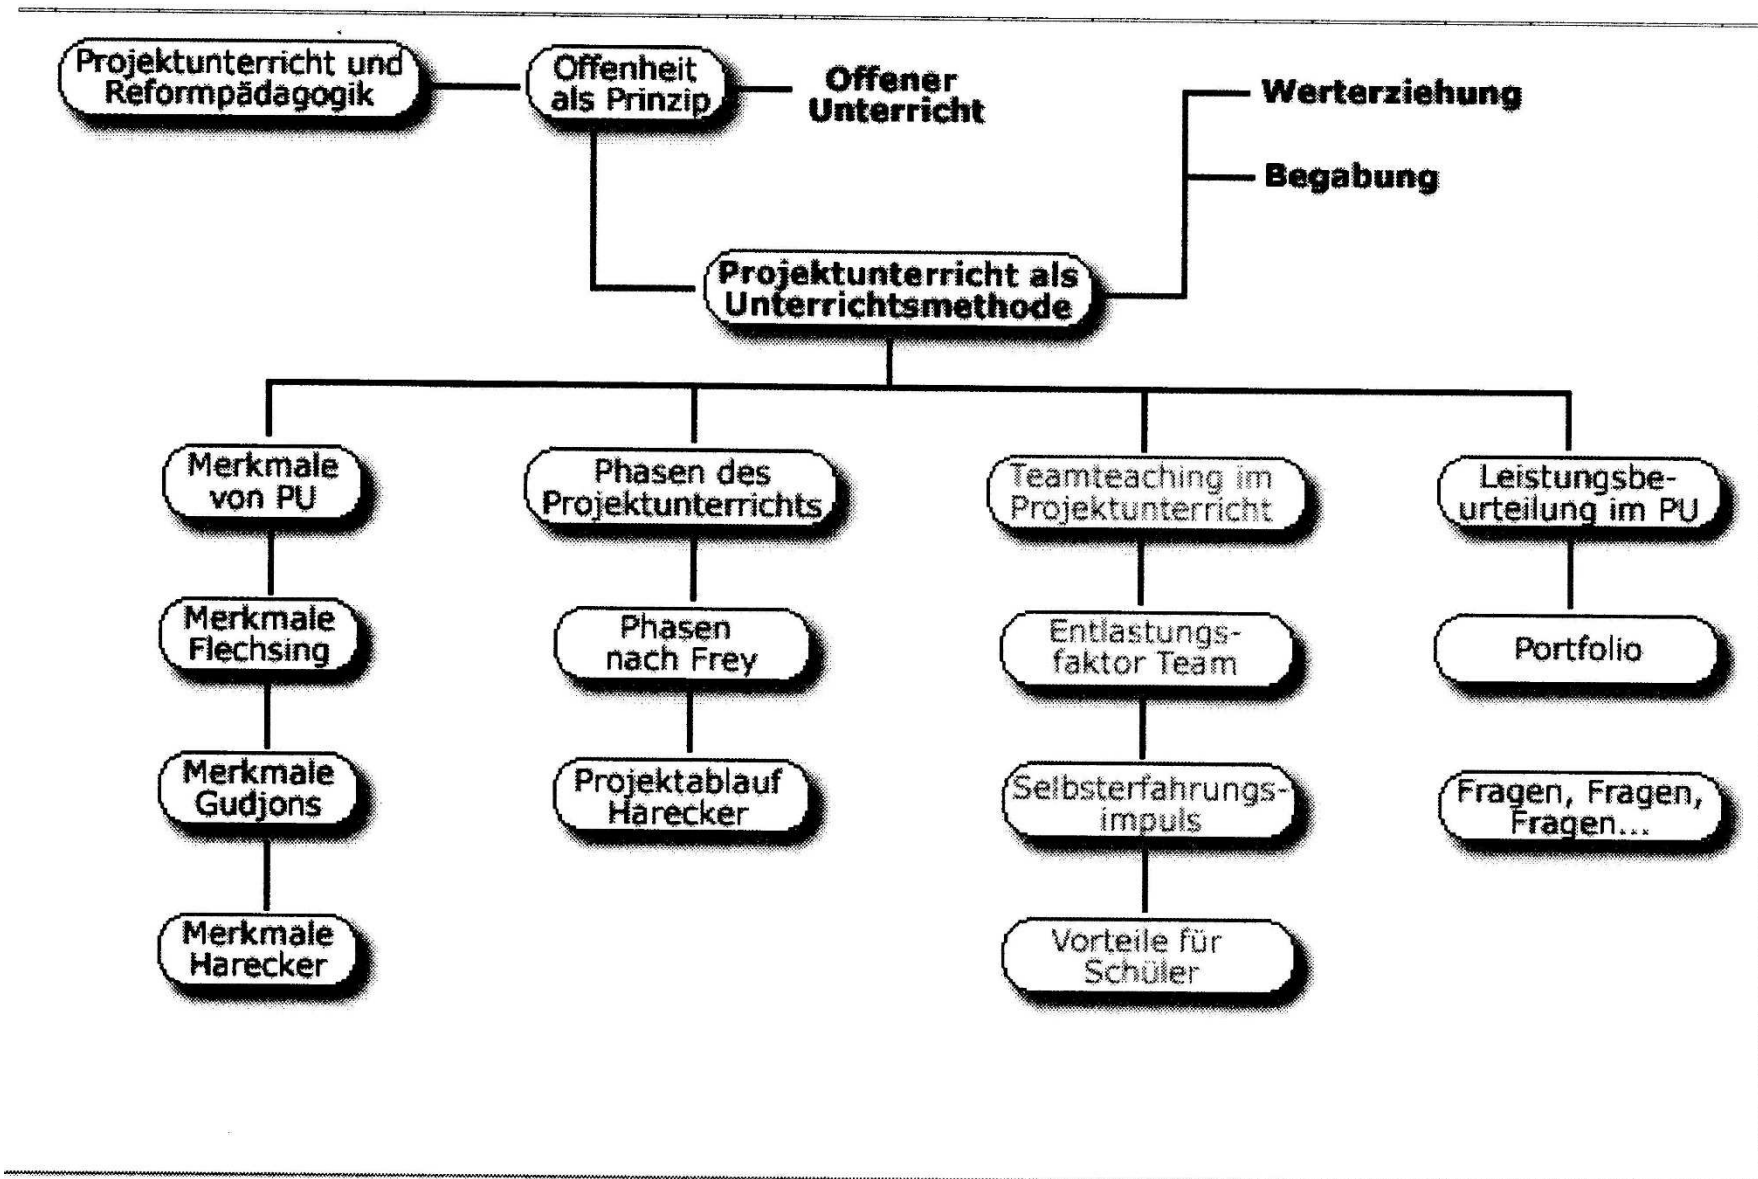 Projektunterricht und
Reformpädagogik
Offenheit
als Prinzip
Offener
Unterricht
Werterziehung
Begabung
Projektunterricht als
Unterrichtsmethode
Merkmale
von PU
Phasen des
Projektunterrichts
Teamteaching im
Projektunterricht
Leistungsbe-
urteilung im PU
Merkmale
Flechsing
Phasen
nach Frey
Entlastungs-
faktor Team
Portfolio
Merkmale
Gudjons
Projektablauf
Harecker
Selbsterfahrungs-
impuls
Fragen, Fragen,
Fragen...
Merkmale
Harecker
Vorteile für
Schüler